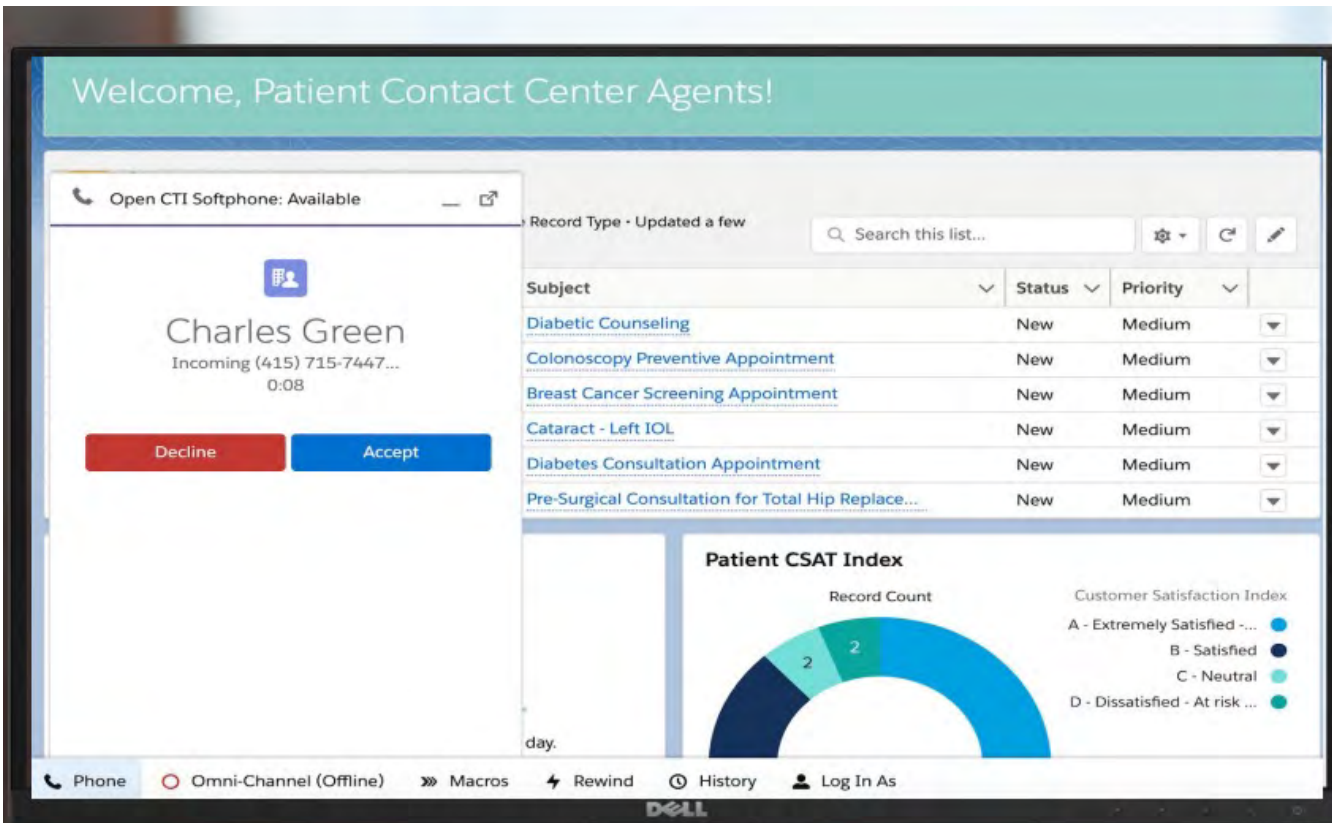 Welcome, Patient Contact Center Agents!
Open CTI Softphone: Available
Charles Green
Incoming (415) 715-7447...
0:08
Decline Accept
Record Type • Updated a few
Search this list...
Subject Status Priority
Diabetic Counseling New Medium
Colonoscopy Preventive Appointment New Medium
Breast Cancer Screening Appointment New Medium
Cataract - Left IOL New Medium
Diabetes Consultation Appointment New Medium
Pre-Surgical Consultation for Total Hip Replace... New Medium
day.
Patient CSAT Index
Record Count
2
2
Customer Satisfaction Index
A - Extremely Satisfied -...
B - Satisfied
C - Neutral
D - Dissatisfied - At risk ...
Phone Omni-Channel (Offline) Macros Rewind History Log In As
DELL